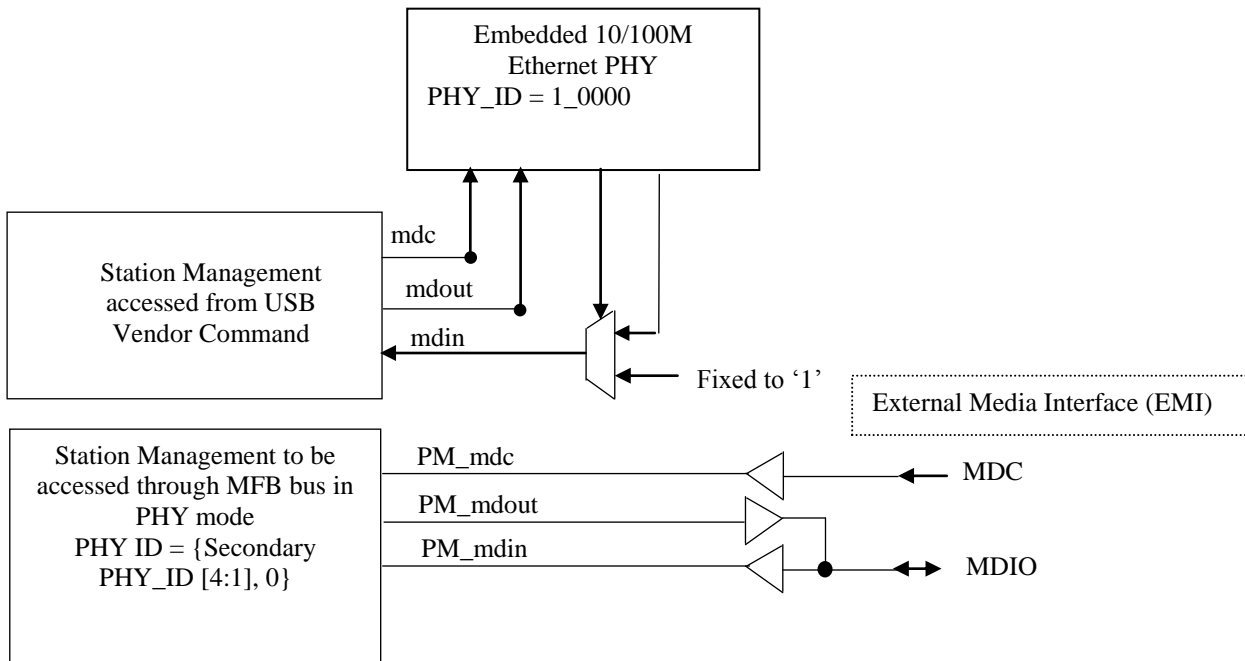 Embedded 10/100M
Ethernet PHY
PHY_ID = 1_0000
Station Management
accessed from USB
Vendor Command
mdc
mdout
mdin
Fixed to ‘1’
External Media Interface (EMI)
Station Management to be
accessed through MFB bus in
PHY mode
PHY ID = {Secondary
PHY_ID [4:1], 0}
PM_mdc
PM_mdout
PM_mdin
MDC
MDIO